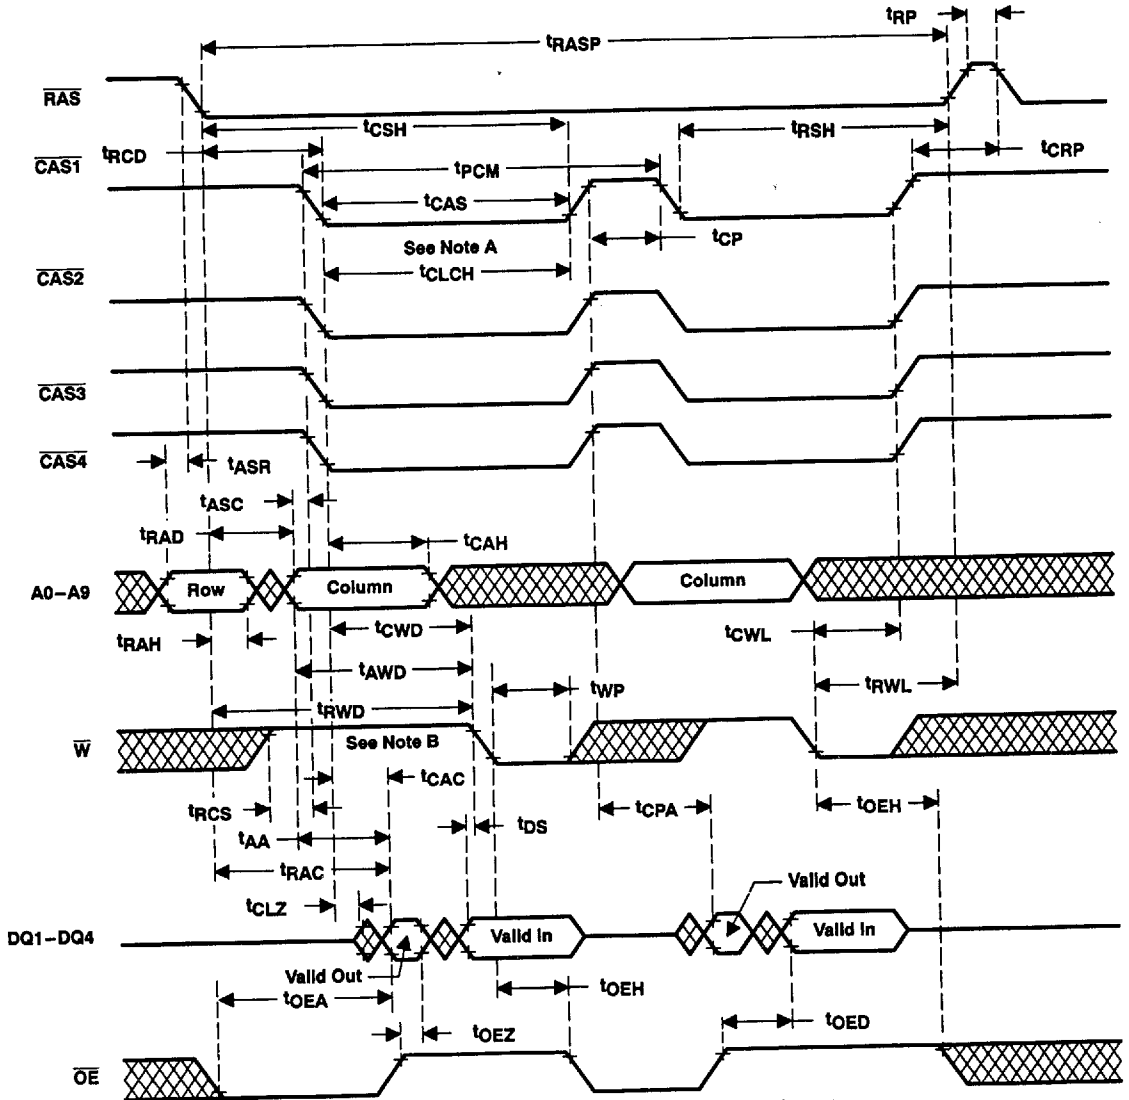 tRP
tRASP
RAS
tCSH
tRSH
tRCD
CAS1
tPCM
tCRP
tCAS
See Note A
tCP
tCLCH
CAS2
CAS3
CAS4
tASR
tASC
tRAD
tCAH
A0–A9
Row
Column
Column
tRAH
tCWD
tCWL
tAWD
tWP
tRWL
tRWD
W
See Note B
tCAC
tRCS
tCPA
tOEH
tAA
tDS
tRAC
Valid Out
tCLZ
DQ1–DQ4
Valid In
Valid In
Valid Out
tOEA
tOEH
tOEZ
tOED
OE